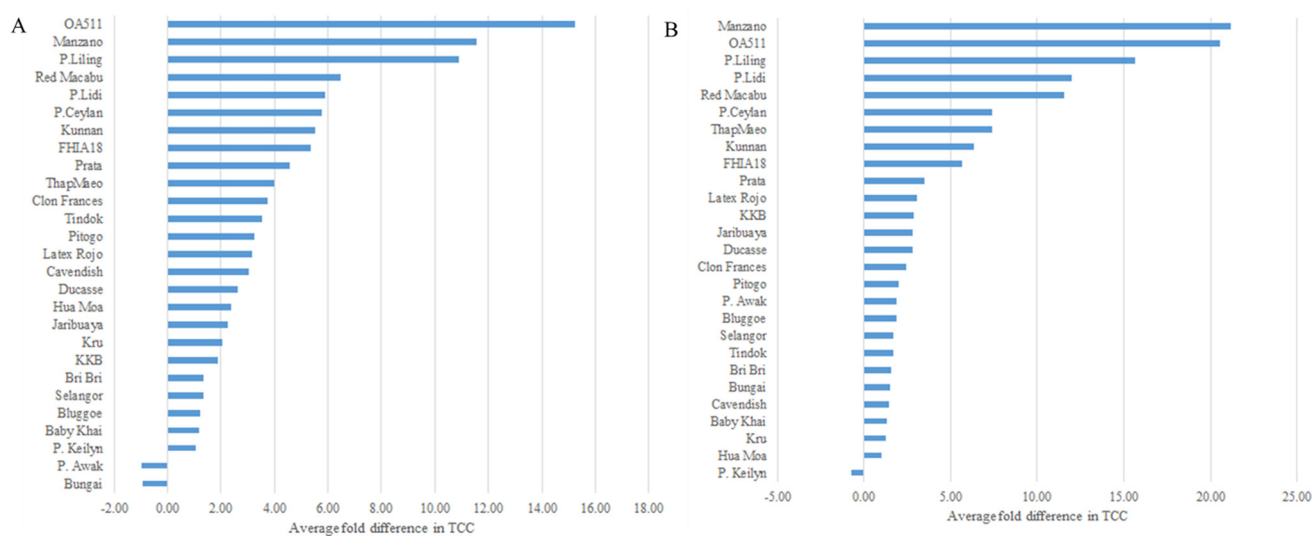 A
OA511
Manzano
P.Liling
Red Macabu
P.Lidi
P.Ceylan
Kunnan
FHIA18
Prata
ThapMaeo
Clon Frances
Tindok
Pitogo
Latex Rojo
Cavendish
Ducasse
Hua Moa
Jaribuaya
Kru
KKB
Bri Bri
Selangor
Bluggoe
Baby Khai
P. Keilyn
P. Awak
Bungai
-2.00 0.00 2.00 4.00 6.00 8.00 10.00 12.00 14.00 16.00 18.00
Average fold difference in TCC
B
Manzano
OA511
P.Liling
P.Lidi
Red Macabu
P.Ceylan
ThapMaeo
Kunnan
FHIA18
Prata
Latex Rojo
KKB
Jaribuaya
Ducasse
Clon Frances
Pitogo
P. Awak
Bluggoe
Selangor
Tindok
Bri Bri
Bungai
Cavendish
Baby Khai
Kru
Hua Moa
P. Keilyn
-5.00 0.00 5.00 10.00 15.00 20.00 25.00
Average fold difference in TCC